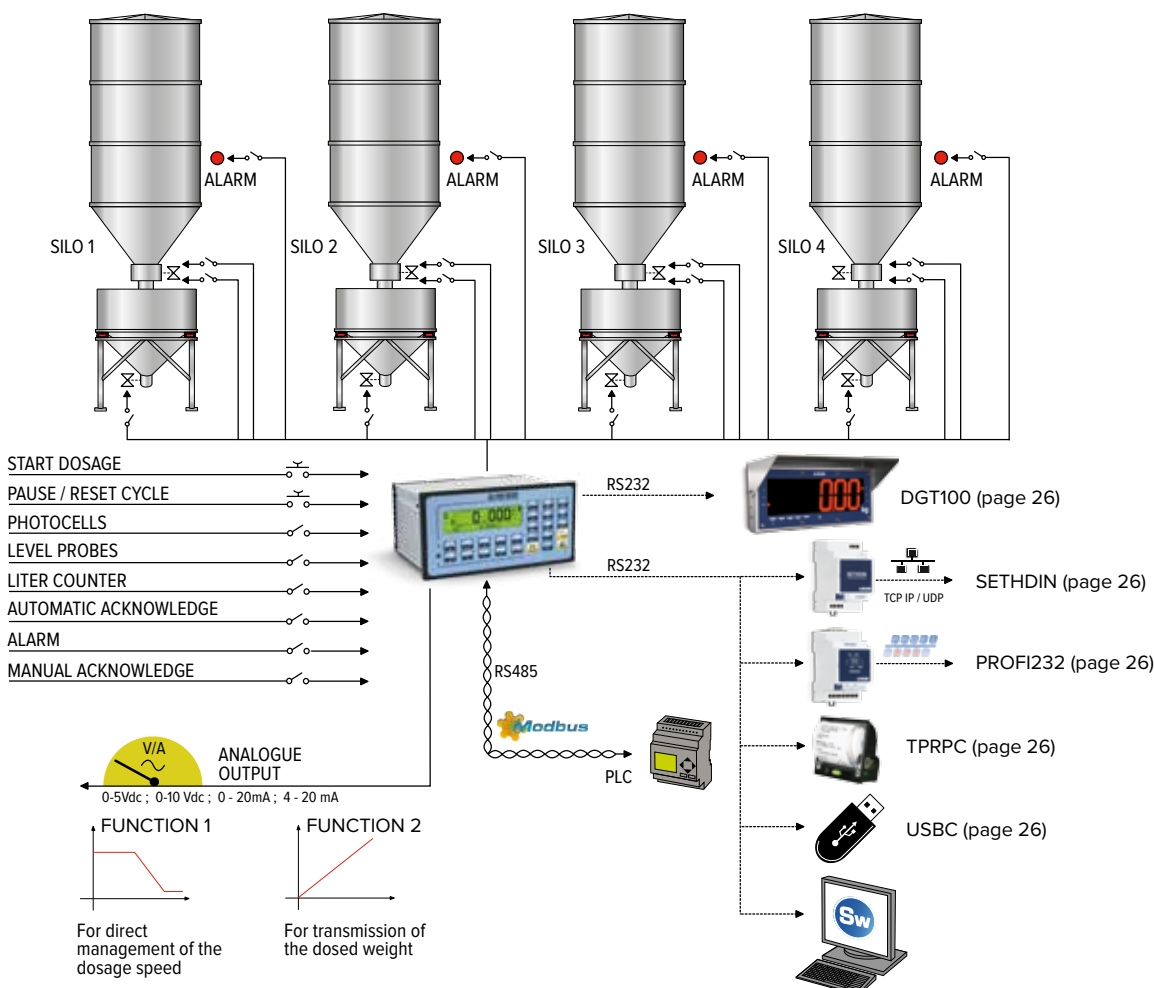 ALARM
ALARM
ALARM
ALARM
SILO 1
SILO 2
SILO 3
SILO 4
START DOSAGE
PAUSE / RESET CYCLE
PHOTOCELLS
LEVEL PROBES
LITER COUNTER
AUTOMATIC ACKNOWLEDGE
ALARM
MANUAL ACKNOWLEDGE
RS232
000
kg
DGT100 (page 26)
0.000
RS232
TCP IP / UDP
SETHDIN (page 26)
PROFI232 (page 26)
RS485
Modbus
PLC
TPRPC (page 26)
USBC (page 26)
Sw
V/A
ANALOGUE
OUTPUT
0-5Vdc ; 0-10 Vdc ; 0 - 20mA ; 4 - 20 mA
FUNCTION 1
FUNCTION 2
For direct
management of the
dosage speed
For transmission of
the dosed weight